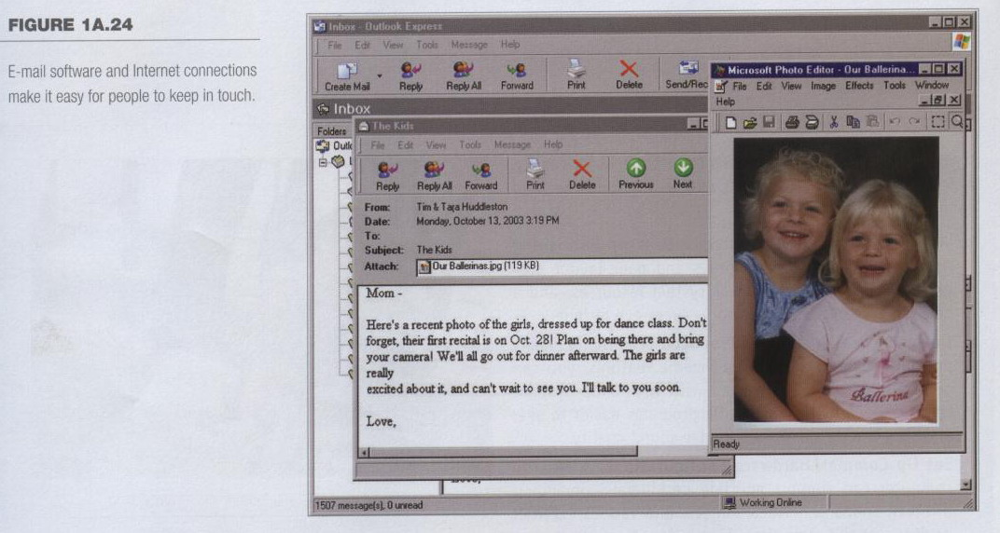 FIGURE 1A.24
E-mail software and Internet connections
make it easy for people to keep in touch.
Inbox - Outlook Express
File Edit View Tools Message Help
Create Mail Reply Reply All Forward Print Delete Send/Rec
Inbox
Folders
Outlo
The Kids
File Edit View Tools Message Help
Reply Reply All Forward Print Delete Previous Next
From: Tim & Tara Huddleston
Date: Monday, October 13, 2003 3:19 PM
To:
Subject: The Kids
Attach: Our Ballerinas.jpg (119 KB)
Mom -
Here's a recent photo of the girls, dressed up for dance class. Don't
forget, their first recital is on Oct. 28! Plan on being there and bring
your camera! We'll all go out for dinner afterward. The girls are
really
excited about it, and can't wait to see you. I'll talk to you soon.
Love,
Microsoft Photo Editor - Our Ballerina...
File Edit View Image Effects Tools Window
Help
Ballerina
Ready
Love,
1507 message(s), 0 unread
Working Online